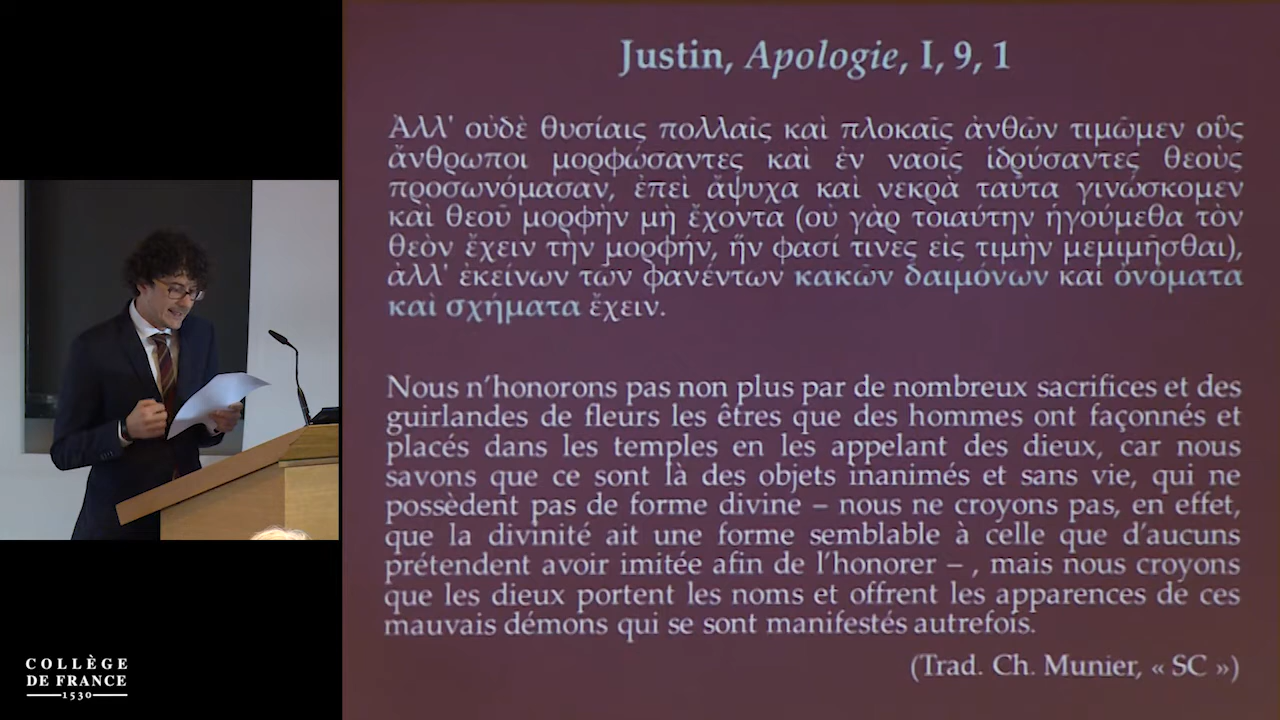 Justin, Apologie, I, 9, 1
Ἀλλ' οὐδὲ θυσίαις πολλαῖς καὶ πλοκαῖς ἀνθῶν τιμῶμεν οὓς
ἄνθρωποι μορφώσαντες καὶ ἐν ναοῖς ἱδρύσαντες θεοὺς
προσωνόμασαν, ἐπεὶ ἄψυχα καὶ νεκρὰ ταῦτα γινώσκομεν
καὶ θεοῦ μορφὴν μὴ ἔχοντα (οὐ γὰρ τοιαύτην ἡγούμεθα τὸν
θεὸν ἔχειν τὴν μορφήν, ἥν φασί τινες εἰς τιμὴν μεμιμῆσθαι),
ἀλλ' ἐκείνων τῶν φανέντων κακῶν δαιμόνων καὶ ὀνόματα
καὶ σχήματα ἔχειν.
Nous n'honorons pas non plus par de nombreux sacrifices et des
guirlandes de fleurs les êtres que des hommes ont façonnés et
placés dans les temples en les appelant des dieux, car nous
savons que ce sont là des objets inanimés et sans vie, qui ne
possèdent pas de forme divine – nous ne croyons pas, en effet,
que la divinité ait une forme semblable à celle que d'aucuns
prétendent avoir imitée afin de l'honorer – , mais nous croyons
que les dieux portent les noms et offrent les apparences de ces
mauvais démons qui se sont manifestés autrefois.
(Trad. Ch. Munier, « SC »)
COLLÈGE
DE FRANCE
1530